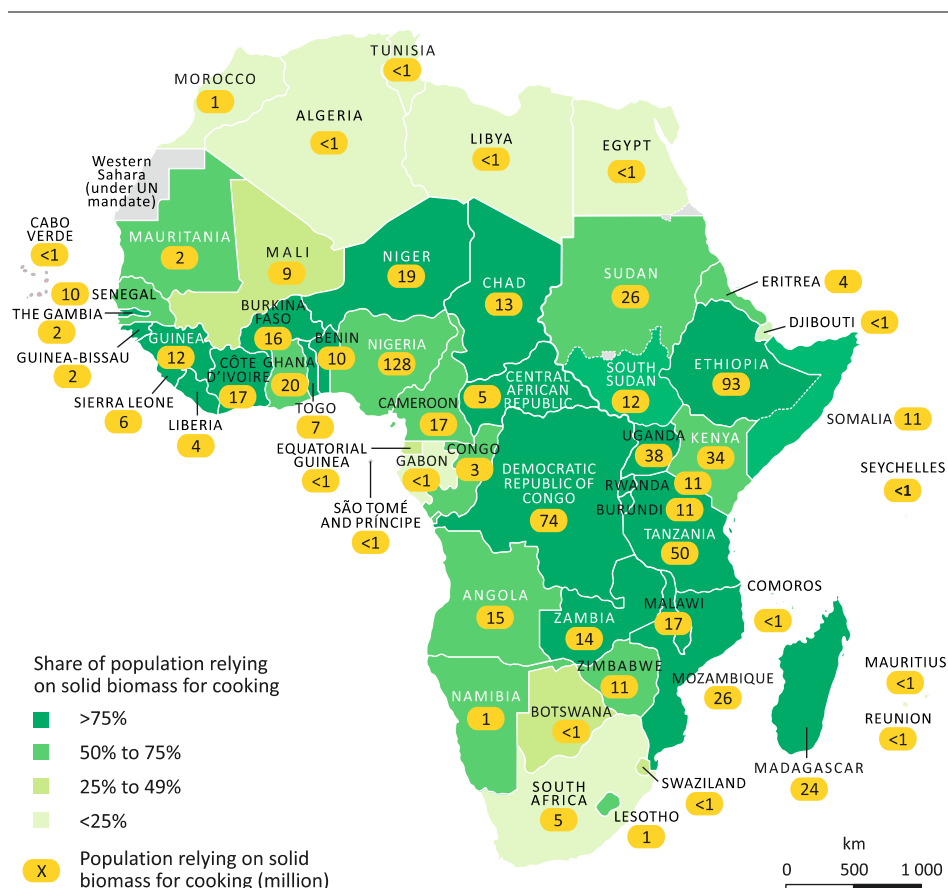 TUNISIA
<1
MOROCCO
1
ALGERIA
<1
LIBYA
<1
EGYPT
<1
Western
Sahara
(under UN
mandate)
CABO
VERDE
<1
MAURITANIA
2
MALI
9
NIGER
19
CHAD
13
SUDAN
26
ERITREA
4
DJIBOUTI
<1
10
SENEGAL
THE GAMBIA
2
GUINEA-BISSAU
2
GUINEA
12
SIERRA LEONE
6
LIBERIA
4
BURKINA
FASO
16
CÔTE
D'IVOIRE
17
GHANA
20
TOGO
7
BENIN
10
NIGERIA
128
CAMEROON
17
CENTRAL
AFRICAN
REPUBLIC
5
SOUTH
SUDAN
12
ETHIOPIA
93
SOMALIA
11
EQUATORIAL
GUINEA
<1
GABON
<1
CONGO
3
SÃO TOMÉ
AND PRÍNCIPE
<1
DEMOCRATIC
REPUBLIC OF
CONGO
74
UGANDA
38
KENYA
34
RWANDA
11
BURUNDI
11
TANZANIA
50
SEYCHELLES
<1
COMOROS
<1
ANGOLA
15
ZAMBIA
14
MALAWI
17
MOZAMBIQUE
26
ZIMBABWE
11
NAMIBIA
1
BOTSWANA
<1
SOUTH
AFRICA
5
SWAZILAND
<1
LESOTHO
1
MADAGASCAR
24
MAURITIUS
<1
REUNION
<1
Share of population relying
on solid biomass for cooking
>75%
50% to 75%
25% to 49%
<25%
X
Population relying on solid
biomass for cooking (million)
km
0 500 1 000